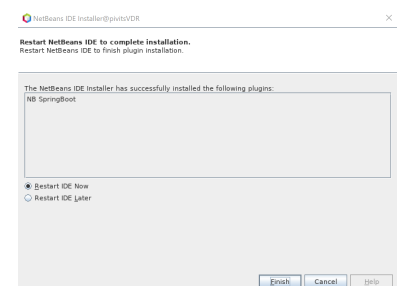 NetBeans IDE Installer@pivitsVDR
Restart NetBeans IDE to complete installation.
Restart NetBeans IDE to finish plugin installation.
The NetBeans IDE Installer has successfully installed the following plugins:
NB SpringBoot
Restart IDE Now
Restart IDE Later
Finish Cancel Help